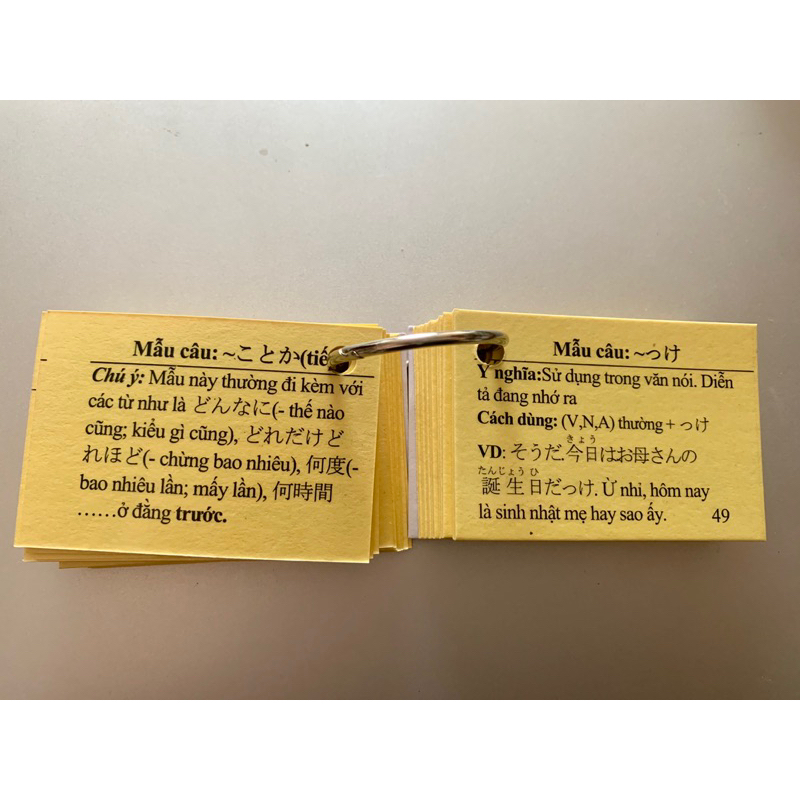 Mẫu câu: ~ことか(tiế
Chú ý: Mẫu này thường đi kèm với
các từ như là どんなに(- thế nào
cũng; kiểu gì cũng), どれだけど
れほど(- chừng bao nhiêu), 何度(-
bao nhiêu lần; mấy lần), 何時間
……ở đằng trước.
Mẫu câu: ~っけ
Ý nghĩa:Sử dụng trong văn nói. Diễn
tả đang nhớ ra
Cách dùng: (V,N,A) thường + っけ
きょう
VD: そうだ.今日はお母さんの
たんじょう び
誕生日だっけ. Ừ nhỉ, hôm nay
là sinh nhật mẹ hay sao ấy.
49